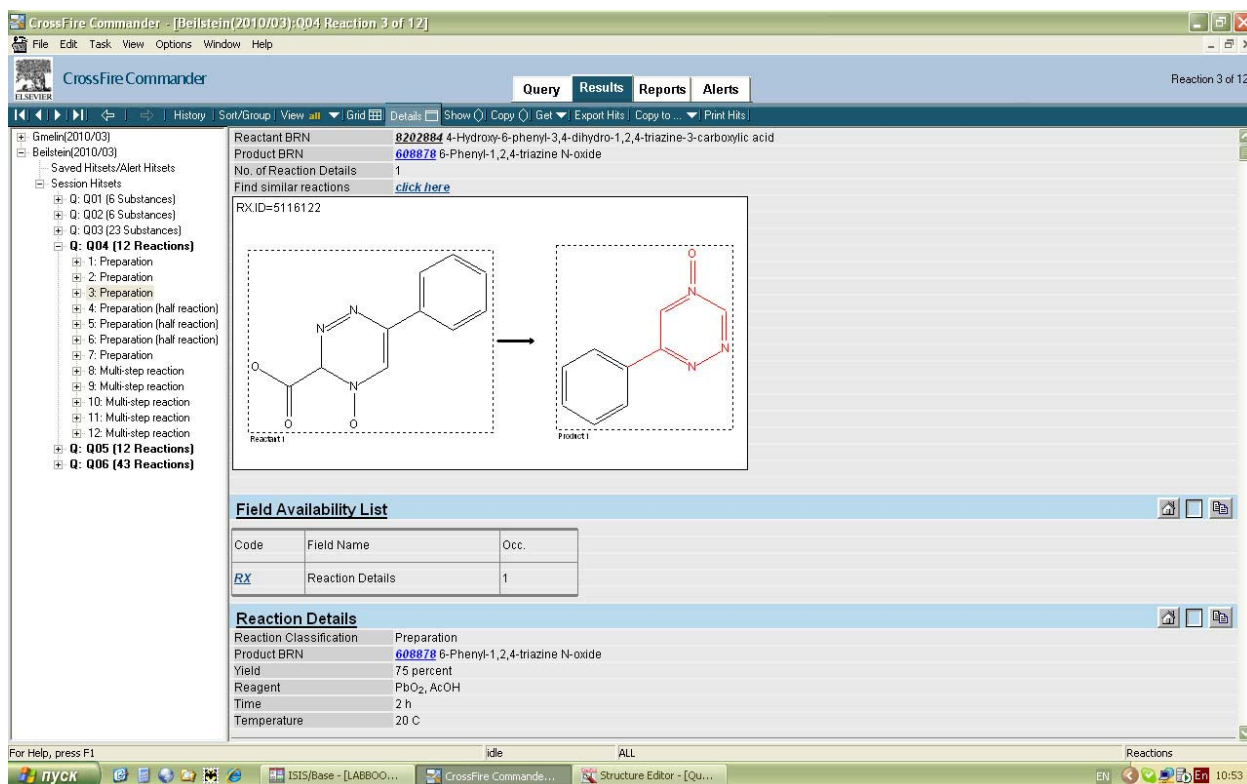 CrossFire Commander - [Beilstein(2010/03):Q04 Reaction 3 of 12]
File Edit Task View Options Window Help
ELSEVIER
CrossFire Commander
Query Results Reports Alerts
Reaction 3 of 12
History Sort/Group View all Grid Details Show Copy Get Export Hits Copy to ... Print Hits
Gmelin(2010/03)
Beilstein(2010/03)
Saved Hitsets/Alert Hitsets
Session Hitsets
Q: Q01 (6 Substances)
Q: Q02 (6 Substances)
Q: Q03 (23 Substances)
Q: Q04 (12 Reactions)
1: Preparation
2: Preparation
3: Preparation
4: Preparation (half reaction)
5: Preparation (half reaction)
6: Preparation (half reaction)
7: Preparation
8: Multi-step reaction
9: Multi-step reaction
10: Multi-step reaction
11: Multi-step reaction
12: Multi-step reaction
Q: Q05 (12 Reactions)
Q: Q06 (43 Reactions)
Reactant BRN 8202884 4-Hydroxy-6-phenyl-3,4-dihydro-1,2,4-triazine-3-carboxylic acid
Product BRN 608878 6-Phenyl-1,2,4-triazine N-oxide
No. of Reaction Details 1
Find similar reactions click here
RX.ID=5116122
N
N
O
N
O
O
Reactant 1
O
N
N
N
Product 1
Field Availability List
Code Field Name Occ.
RX Reaction Details 1
Reaction Details
Reaction Classification Preparation
Product BRN 608878 6-Phenyl-1,2,4-triazine N-oxide
Yield 75 percent
Reagent PbO2, AcOH
Time 2 h
Temperature 20 C
For Help, press F1 idle ALL Reactions
пуск ISIS/Base - [LABBOO... CrossFire Commande... Structure Editor - [Qu... EN En 10:53